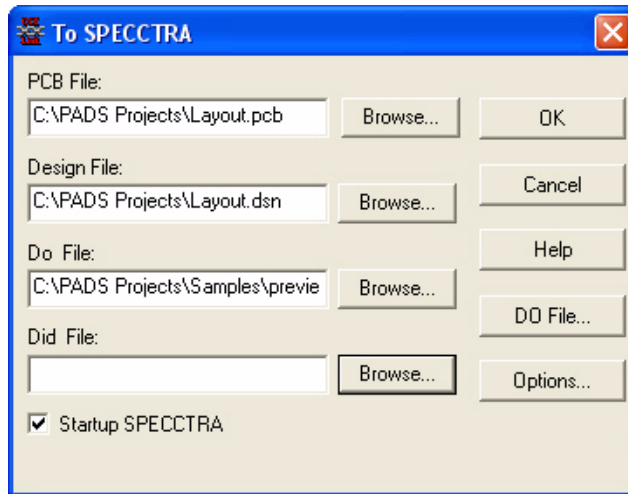 To SPECCTRA
PCB File:
C:\PADS Projects\Layout.pcb
Browse...
OK
Design File:
C:\PADS Projects\Layout.dsn
Browse...
Cancel
Do File:
C:\PADS Projects\Samples\previe
Browse...
Help
DO File...
Did File:
Browse...
Options...
Startup SPECCTRA